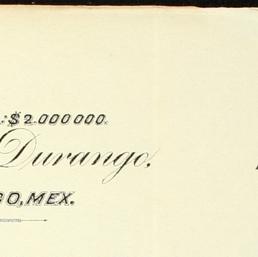 $2.000000.
Durango,
GO, MEX.